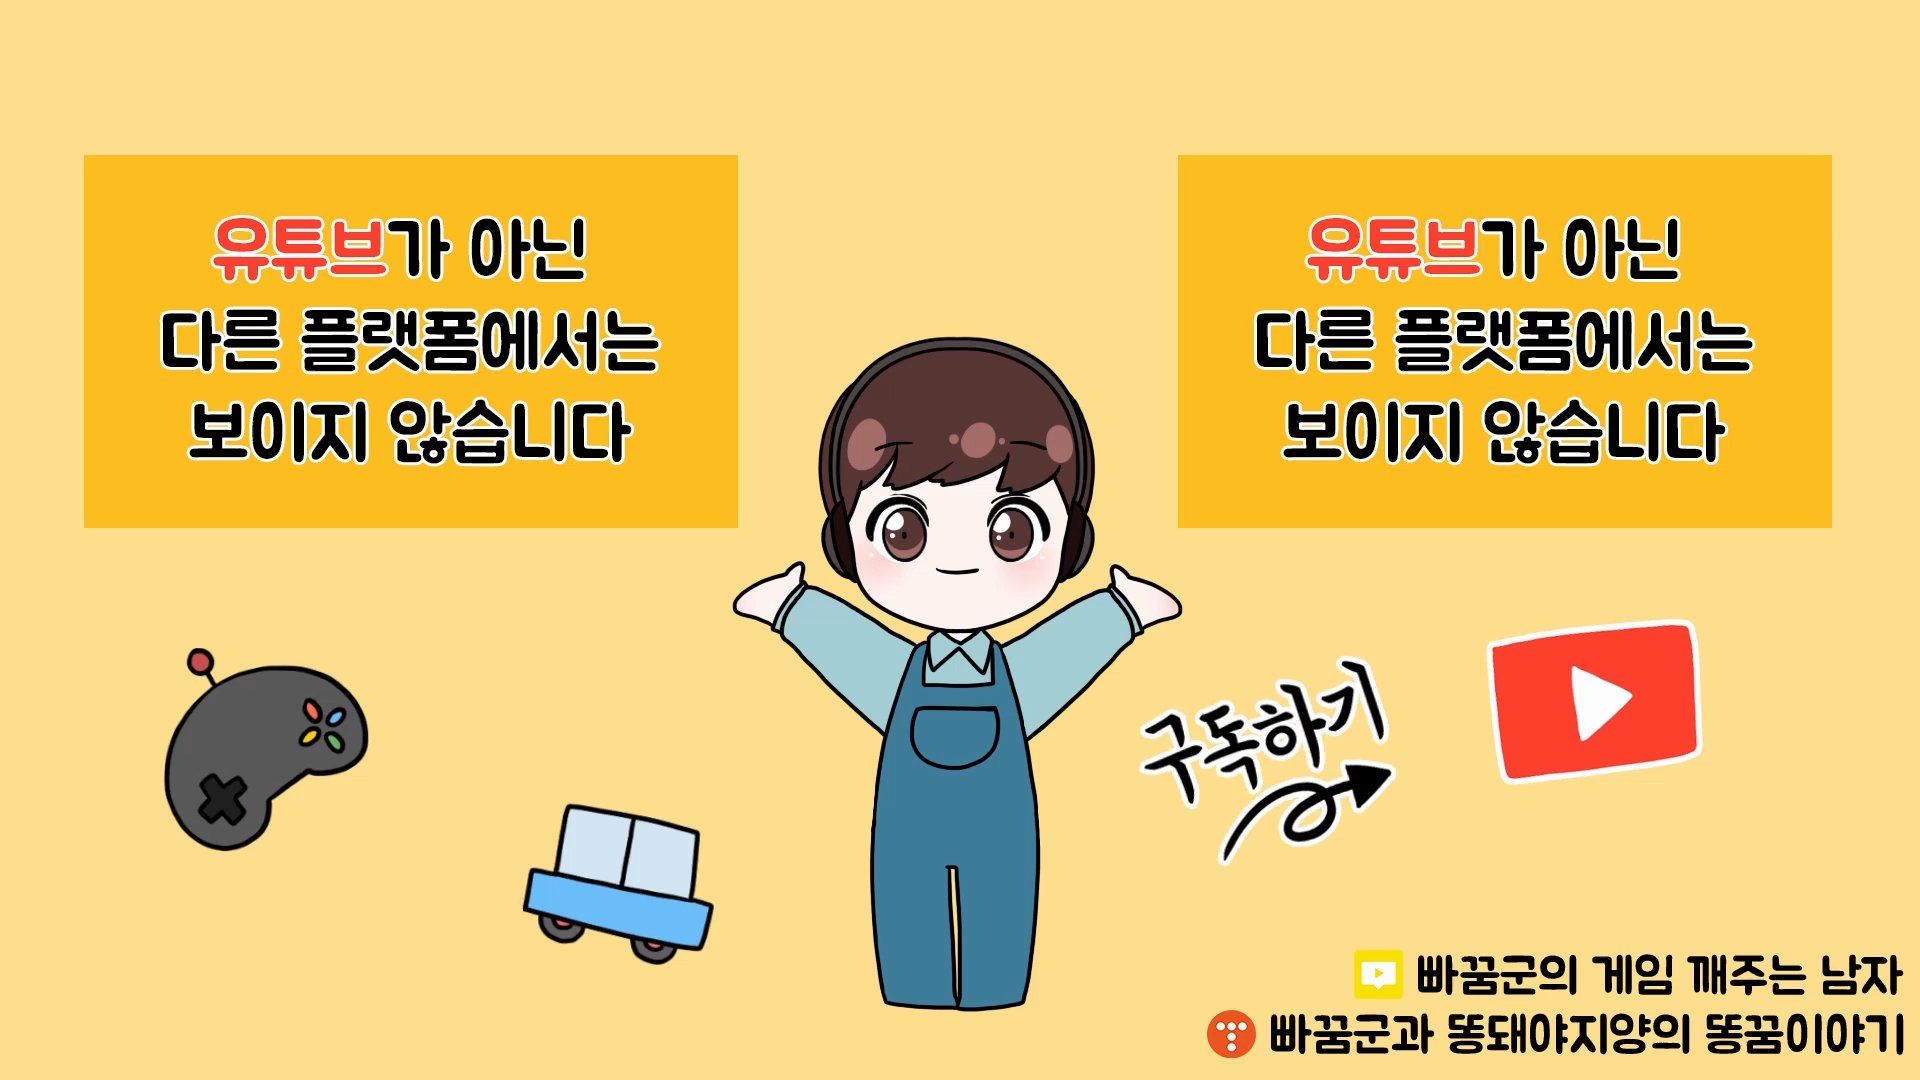 유튜브가 아닌
다른 플랫폼에서는
보이지 않습니다
유튜브가 아닌
다른 플랫폼에서는
보이지 않습니다
구독하기
빠꿈군의 게임 깨주는 남자
빠꿈군과 똥돼야지양의 똥꿈이야기